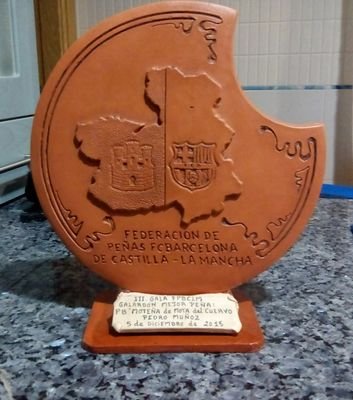 FEDERACION DE
PEÑAS FCBARCELONA
DE CASTILLA-LA MANCHA
III GALA FPBCLM
GALARDON MEJOR PEÑA:
PB "MOTEÑA de MOTA del CUERVO
PEDRO MUÑOZ
5 DE DICIEMBRE DE 2015